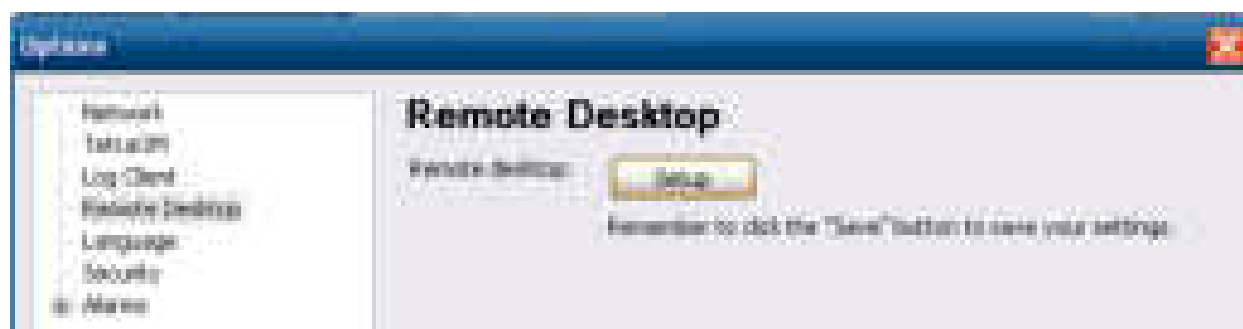 Options
Network
Log Client
Remote Desktop
Language
Security
Alarms
Remote Desktop
Remote desktop:
Setup
Remember to click the "Save" button to save your settings.